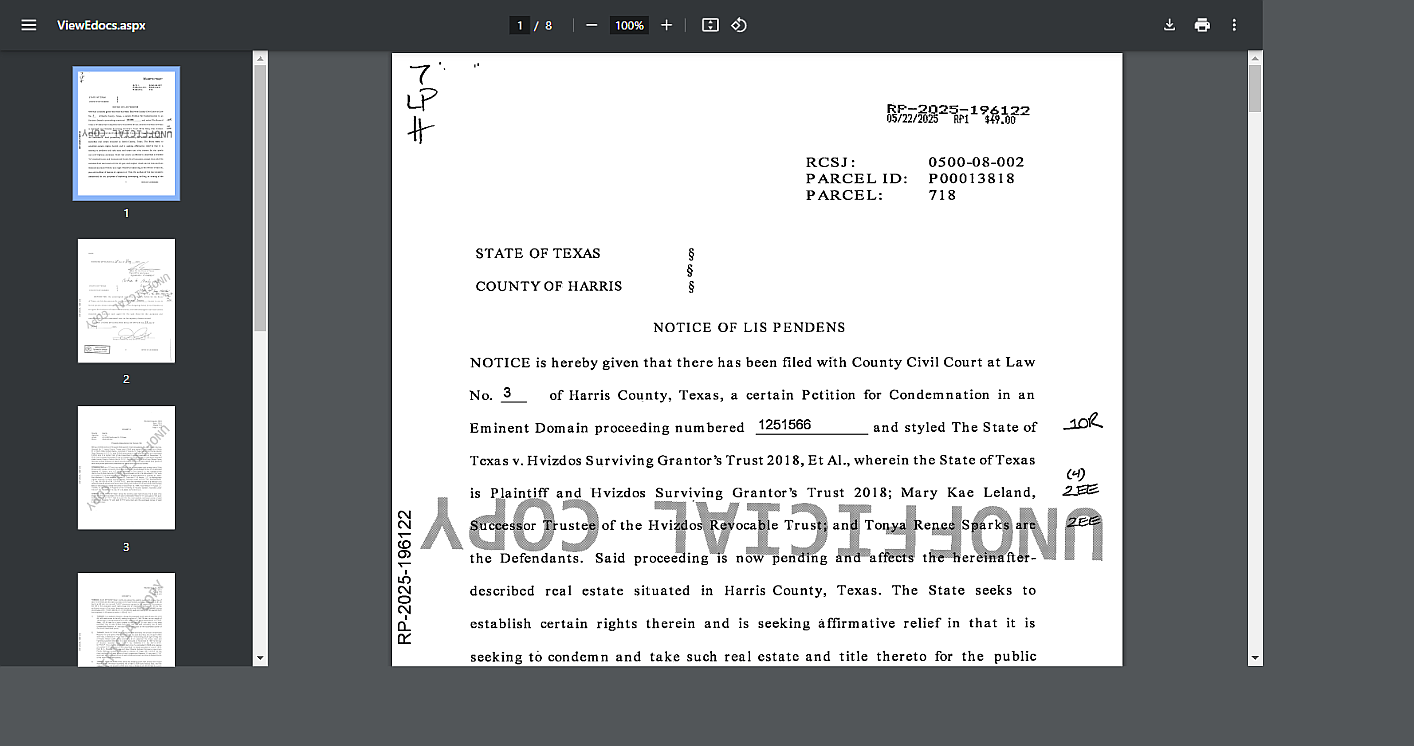 ViewEdocs.aspx
1 / 8
100%
1
2
3
7
LP
RP-2025-196122
05/22/2025 RP1 $49.00
RCSJ: 0500-08-002
PARCEL ID: P00013818
PARCEL: 718
STATE OF TEXAS §
§
COUNTY OF HARRIS §
NOTICE OF LIS PENDENS
NOTICE is hereby given that there has been filed with County Civil Court at Law
No. 3 of Harris County, Texas, a certain Petition for Condemnation in an
Eminent Domain proceeding numbered 1251566 and styled The State of
10R
Texas v. Hvizdos Surviving Grantor's Trust 2018, Et Al., wherein the State of Texas
(4)
is Plaintiff and Hvizdos Surviving Grantor's Trust 2018; Mary Kae Leland,
2EE
Successor Trustee of the Hvizdos Revocable Trust; and Tonya Renee Sparks are
2EE
the Defendants. Said proceeding is now pending and affects the hereinafter-
described real estate situated in Harris County, Texas. The State seeks to
establish certain rights therein and is seeking affirmative relief in that it is
seeking to condemn and take such real estate and title thereto for the public
UNOFFICIAL COPY
RP-2025-196122